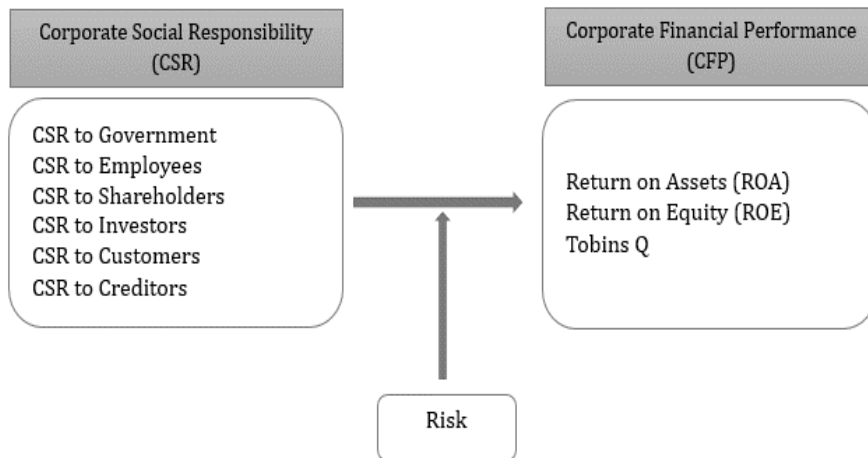 Corporate Social Responsibility
(CSR)
CSR to Government
CSR to Employees
CSR to Shareholders
CSR to Investors
CSR to Customers
CSR to Creditors
Corporate Financial Performance
(CFP)
Return on Assets (ROA)
Return on Equity (ROE)
Tobins Q
Risk